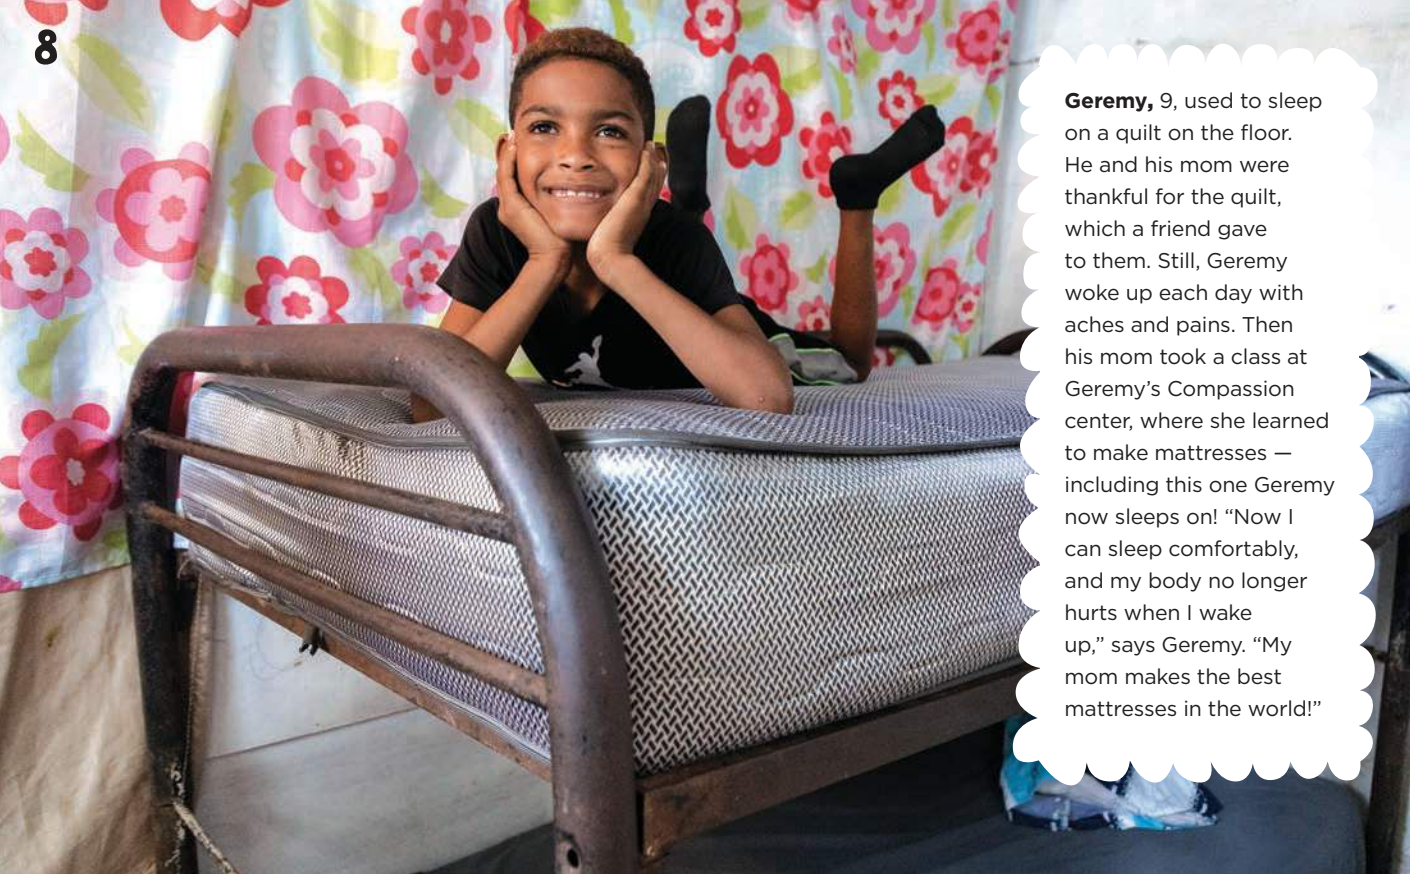 8
Geremy, 9, used to sleep
on a quilt on the floor.
He and his mom were
thankful for the quilt,
which a friend gave
to them. Still, Geremy
woke up each day with
aches and pains. Then
his mom took a class at
Geremy’s Compassion
center, where she learned
to make mattresses —
including this one Geremy
now sleeps on! “Now I
can sleep comfortably,
and my body no longer
hurts when I wake
up,” says Geremy. “My
mom makes the best
mattresses in the world!”